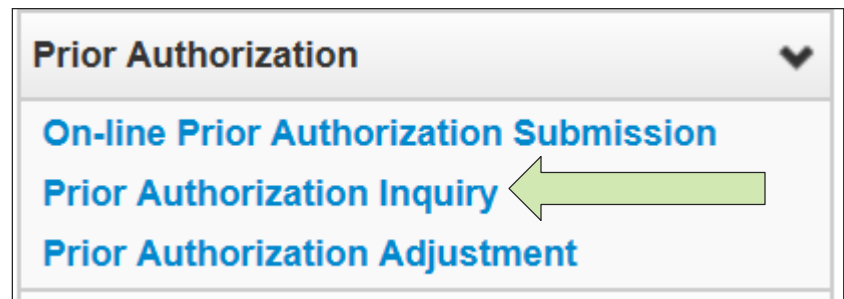 Prior Authorization
On-line Prior Authorization Submission
Prior Authorization Inquiry
Prior Authorization Adjustment